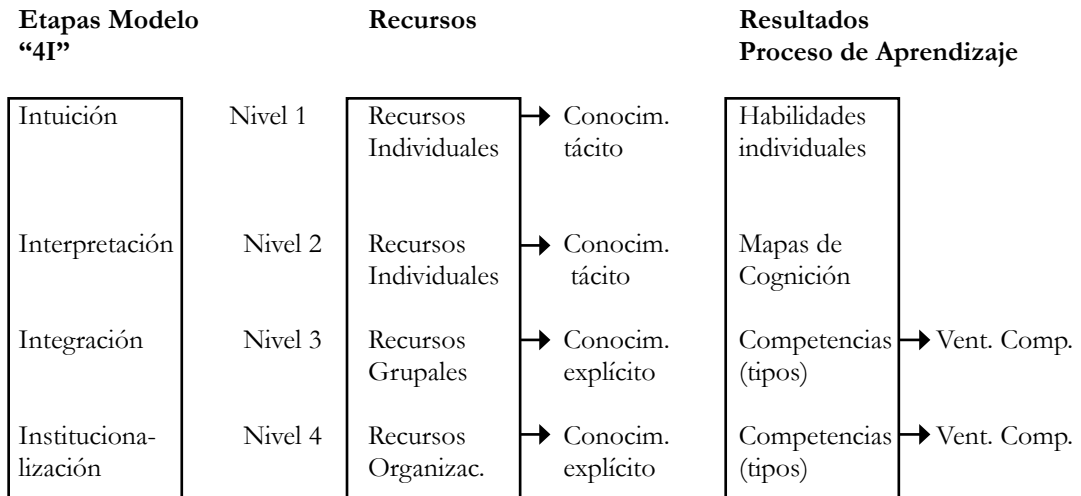 Etapas Modelo Recursos Resultados
“4I” Proceso de Aprendizaje
Intuición Nivel 1 Recursos Conocim. Habilidades
Individuales tácito individuales
Interpretación Nivel 2 Recursos Conocim. Mapas de
Individuales tácito Cognición
Integración Nivel 3 Recursos Conocim. Competencias Vent. Comp.
Grupales explícito (tipos)
Instituciona- Nivel 4 Recursos Conocim. Competencias Vent. Comp.
lización Organizac. explícito (tipos)